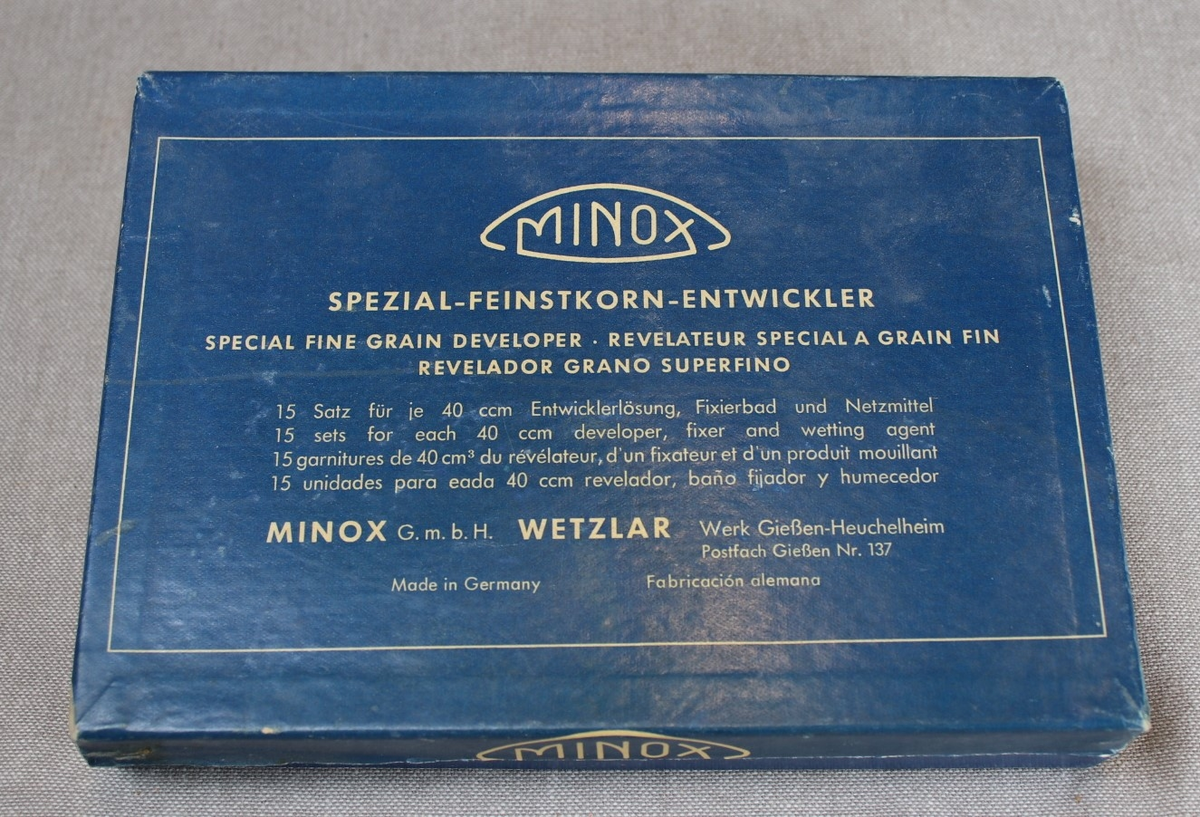 MINOX
SPEZIAL-FEINSTKORN-ENTWICKLER
SPECIAL FINE GRAIN DEVELOPER · REVELATEUR SPECIAL A GRAIN FIN
REVELADOR GRANO SUPERFINO
15 Satz für je 40 ccm Entwicklerlösung, Fixierbad und Netzmittel
15 sets for each 40 ccm developer, fixer and wetting agent
15 garnitures de 40 cm³ du révélateur, d'un fixateur et d'un produit mouillant
15 unidades para eada 40 ccm revelador, baño fijador y humecedor
MINOX G. m. b. H. WETZLAR Werk Gießen-Heuchelheim
Postfach Gießen Nr. 137
Made in Germany Fabricación alemana
MINOX